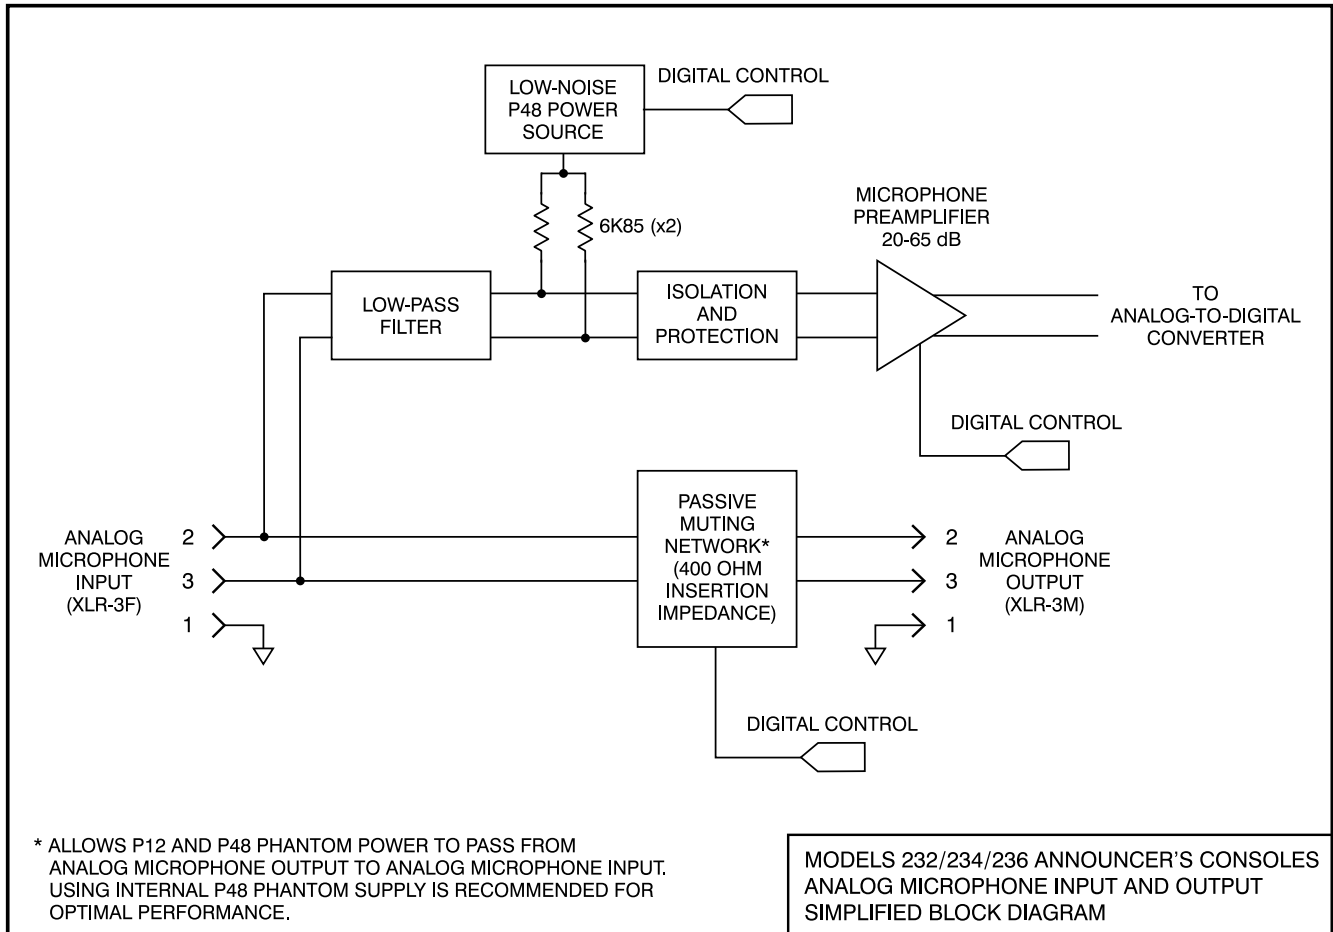 LOW-NOISE
P48 POWER
SOURCE
DIGITAL CONTROL
6K85 (x2)
MICROPHONE
PREAMPLIFIER
20-65 dB
LOW-PASS
FILTER
ISOLATION
AND
PROTECTION
TO
ANALOG-TO-DIGITAL
CONVERTER
DIGITAL CONTROL
ANALOG
MICROPHONE
INPUT
(XLR-3F)
2
3
1
PASSIVE
MUTING
NETWORK*
(400 OHM
INSERTION
IMPEDANCE)
2
3
1
ANALOG
MICROPHONE
OUTPUT
(XLR-3M)
DIGITAL CONTROL
* ALLOWS P12 AND P48 PHANTOM POWER TO PASS FROM
ANALOG MICROPHONE OUTPUT TO ANALOG MICROPHONE INPUT.
USING INTERNAL P48 PHANTOM SUPPLY IS RECOMMENDED FOR
OPTIMAL PERFORMANCE.
MODELS 232/234/236 ANNOUNCER'S CONSOLES
ANALOG MICROPHONE INPUT AND OUTPUT
SIMPLIFIED BLOCK DIAGRAM